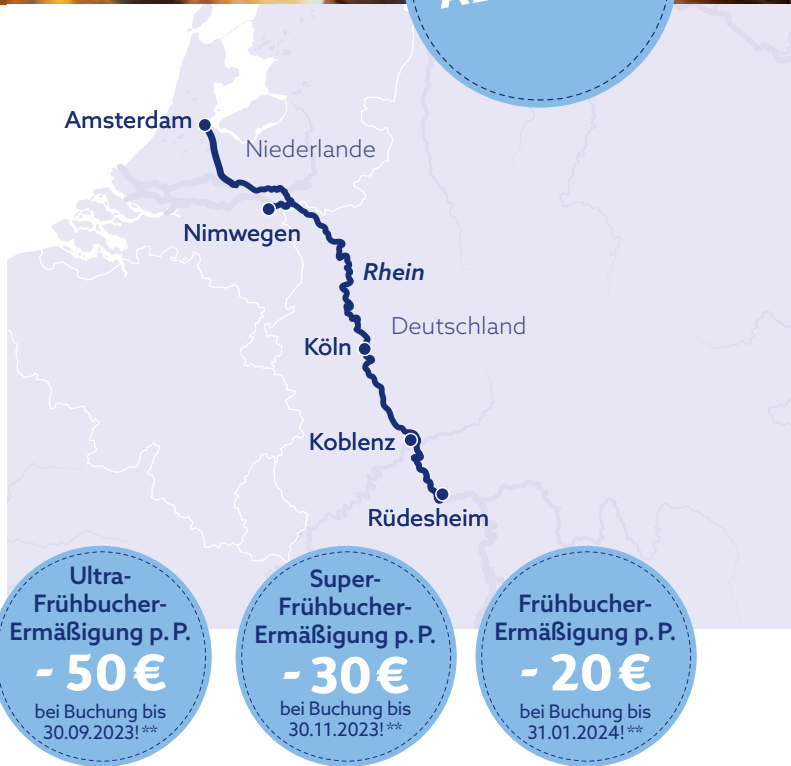 Amsterdam
Niederlande
Nimwegen
Rhein
Deutschland
Köln
Koblenz
Rüdesheim
Ultra-
Frühbucher-
Ermäßigung p. P.
- 50 €
bei Buchung bis
30.09.2023! **
Super-
Frühbucher-
Ermäßigung p. P.
- 30 €
bei Buchung bis
30.11.2023! **
Frühbucher-
Ermäßigung p. P.
- 20 €
bei Buchung bis
31.01.2024! **